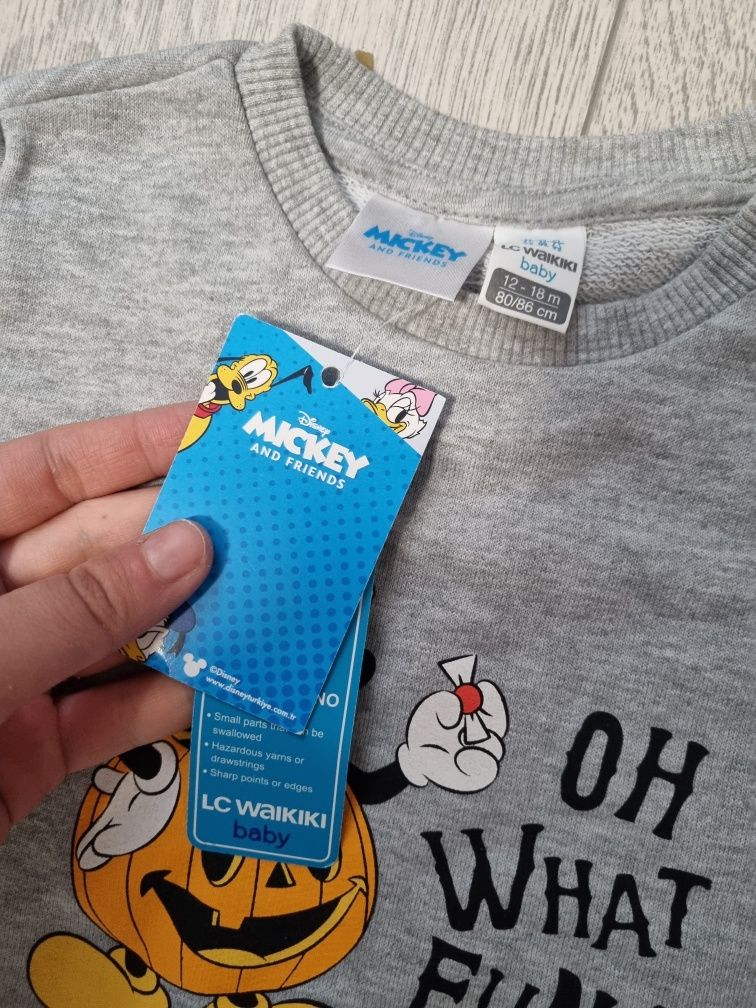 Disney
MICKEY
AND FRIENDS
LC WAIKIKI
baby
12 - 18 m
80/86 cm
Disney
MICKEY
AND FRIENDS
©Disney
www.disneyturkiye.com.tr
NO
• Small parts be
swallowed
• Hazardous yarns or
drawstrings
• Sharp points or edges
LC WAIKIKI
baby
OH
WHAT